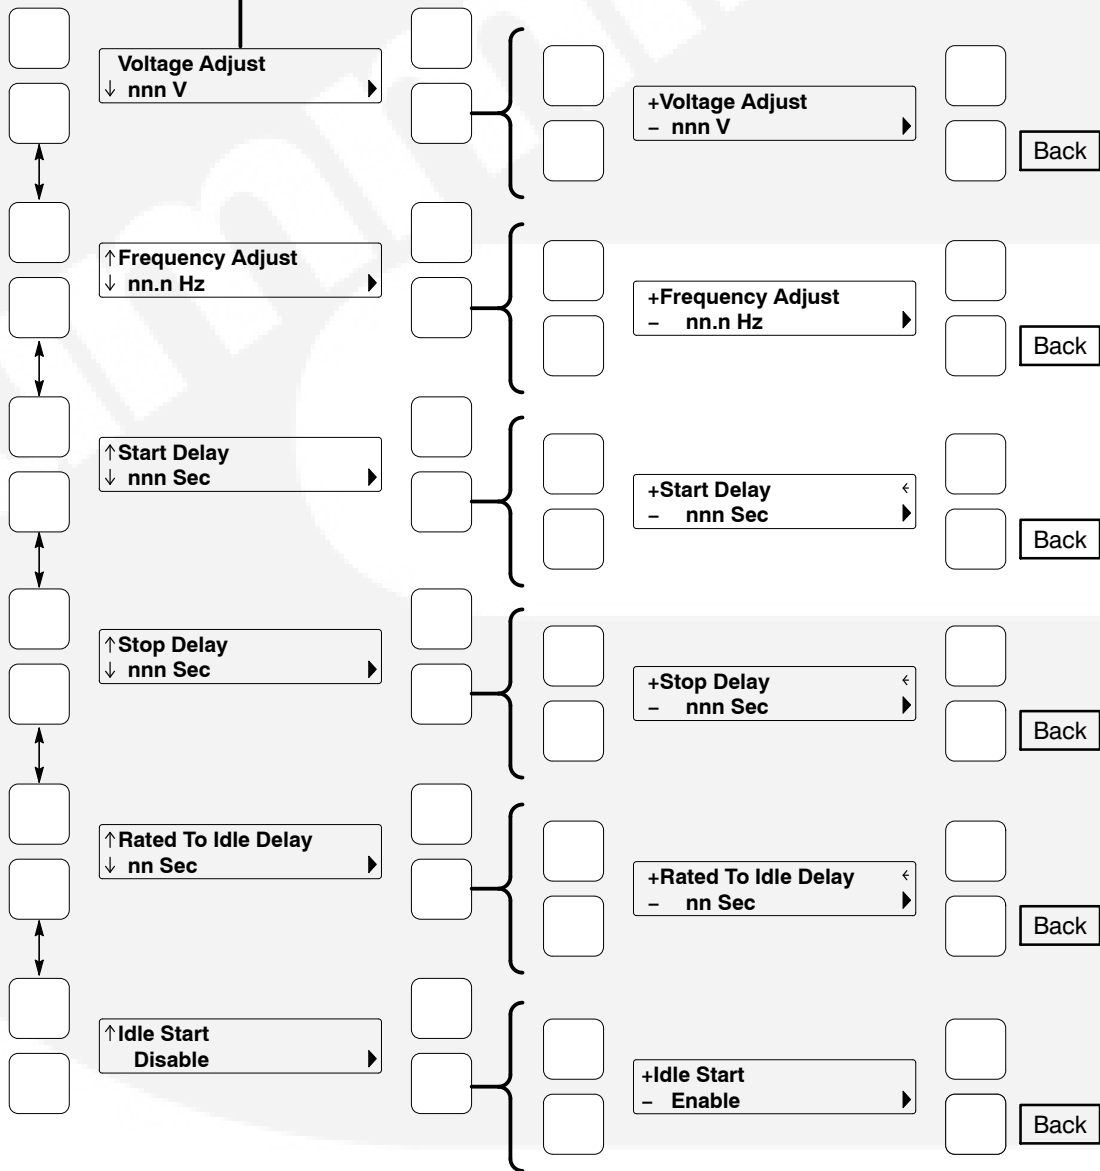 Voltage Adjust
↓ nnn V
+Voltage Adjust
– nnn V
Back
↑Frequency Adjust
↓ nn.n Hz
+Frequency Adjust
– nn.n Hz
Back
↑Start Delay
↓ nnn Sec
+Start Delay
– nnn Sec
Back
↑Stop Delay
↓ nnn Sec
+Stop Delay
– nnn Sec
Back
↑Rated To Idle Delay
↓ nn Sec
+Rated To Idle Delay
– nn Sec
Back
↑Idle Start
Disable
+Idle Start
– Enable
Back